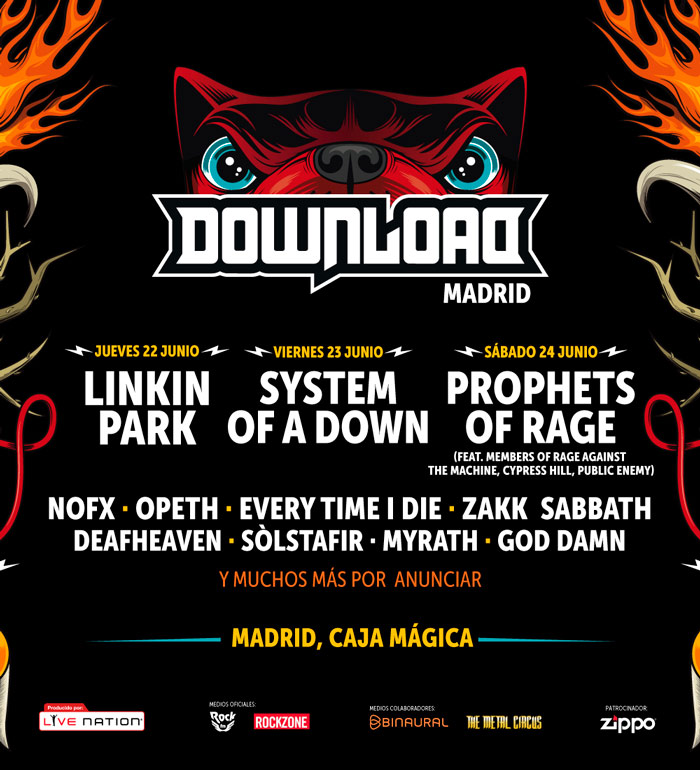 DOWNLOAD
MADRID
JUEVES 22 JUNIO
LINKIN
PARK
VIERNES 23 JUNIO
SYSTEM
OF A DOWN
SÁBADO 24 JUNIO
PROPHETS
OF RAGE
(FEAT. MEMBERS OF RAGE AGAINST
THE MACHINE, CYPRESS HILL, PUBLIC ENEMY)
NOFX · OPETH · EVERY TIME I DIE · ZAKK SABBATH
DEAFHEAVEN · SÒLSTAFIR · MYRATH · GOD DAMN
Y MUCHOS MÁS POR ANUNCIAR
MADRID, CAJA MÁGICA
Producido por:
LIVE NATION
MEDIOS OFICIALES:
Rock fm
ROCKZONE
MEDIOS COLABORADORES:
BINAURAL
THE METAL CIRCUS
PATROCINADOR:
zippo